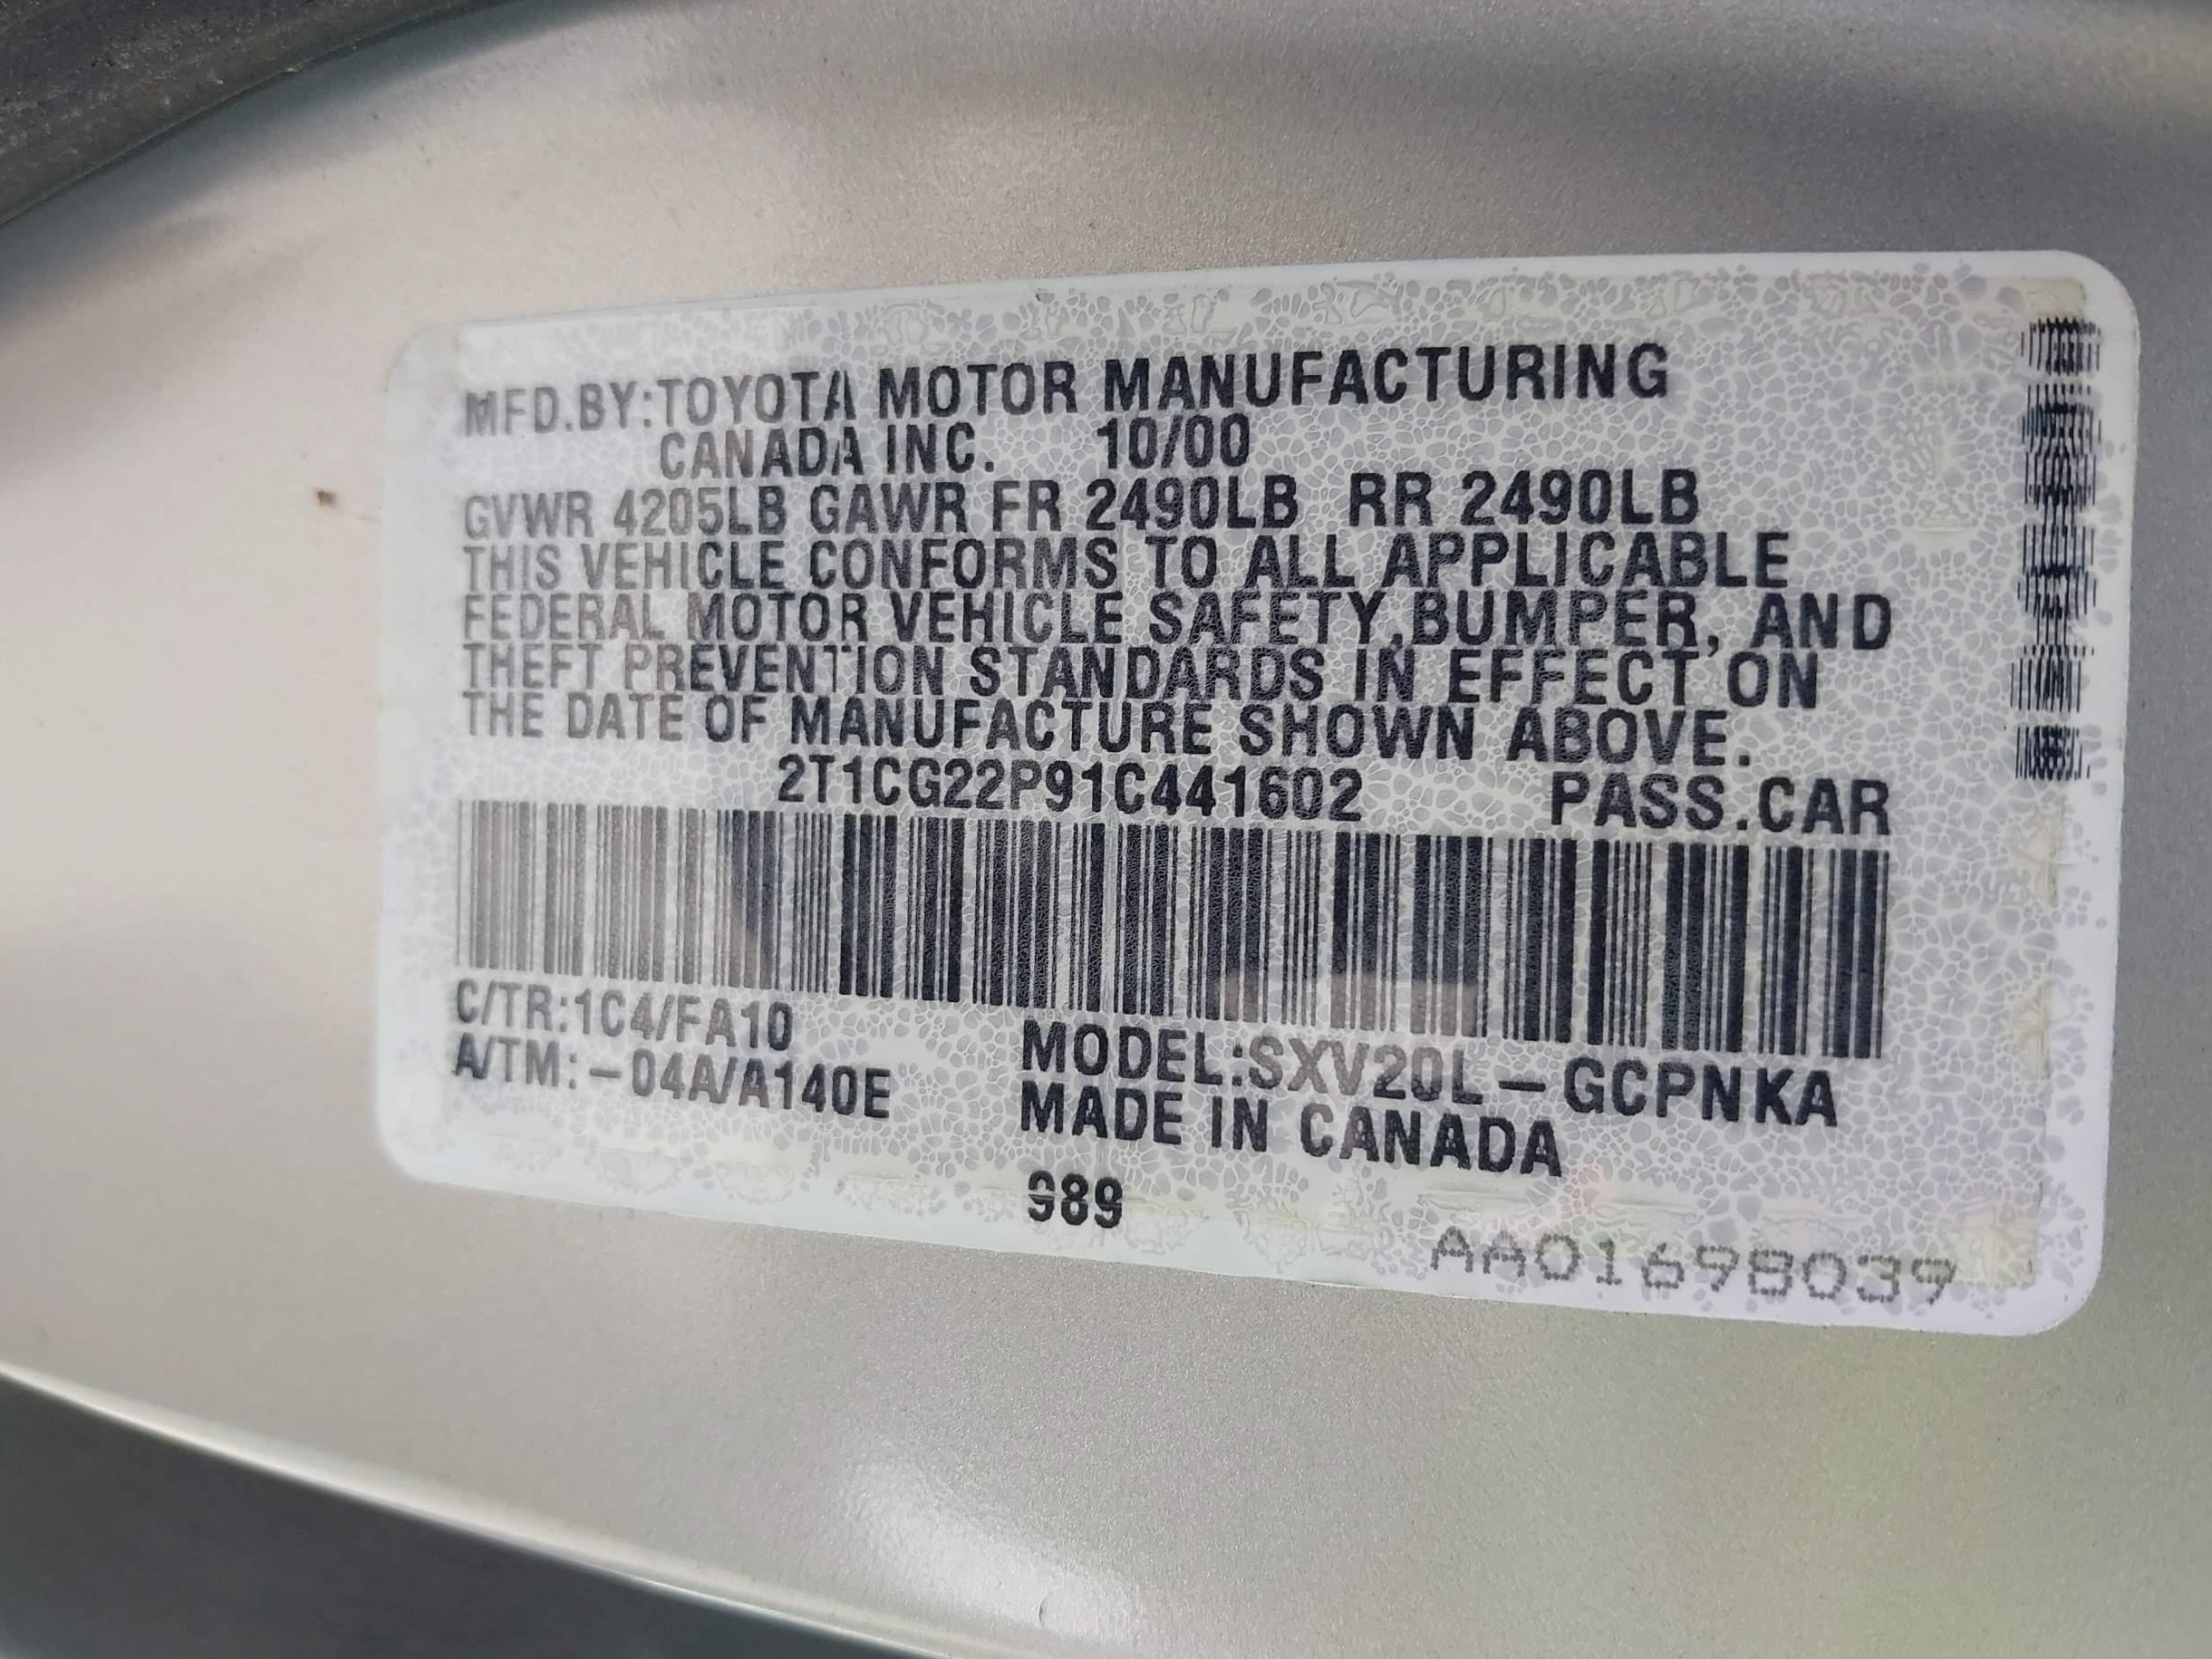 MFD.BY:TOYOTA MOTOR MANUFACTURING
CANADA INC. 10/00
GVWR 4205LB GAWR FR 2490LB RR 2490LB
THIS VEHICLE CONFORMS TO ALL APPLICABLE
FEDERAL MOTOR VEHICLE SAFETY,BUMPER, AND
THEFT PREVENTION STANDARDS IN EFFECT ON
THE DATE OF MANUFACTURE SHOWN ABOVE.
2T1CG22P91C441602 PASS.CAR
C/TR:1C4/FA10
A/TM:-04A/A140E
MODEL:SXV20L-GCPNKA
MADE IN CANADA
989
AA01698039